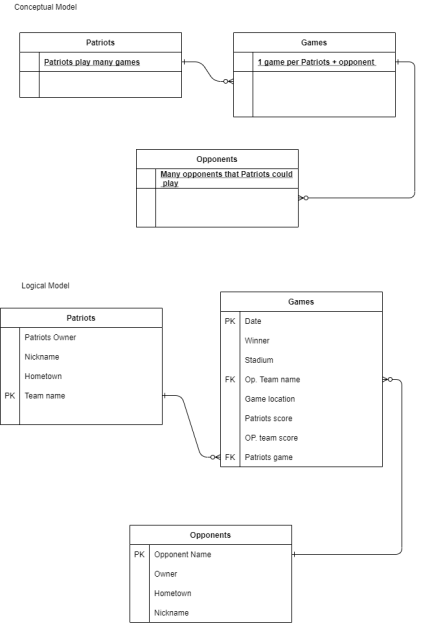 Conceptual Model
Patriots
Patriots play many games
Games
1 game per Patriots + opponent
Opponents
Many opponents that Patriots could
play
Logical Model
Patriots
Patriots Owner
Nickname
Hometown
PK Team name
Games
PK Date
Winner
Stadium
FK Op. Team name
Game location
Patriots score
OP. team score
FK Patriots game
Opponents
PK Opponent Name
Owner
Hometown
Nickname